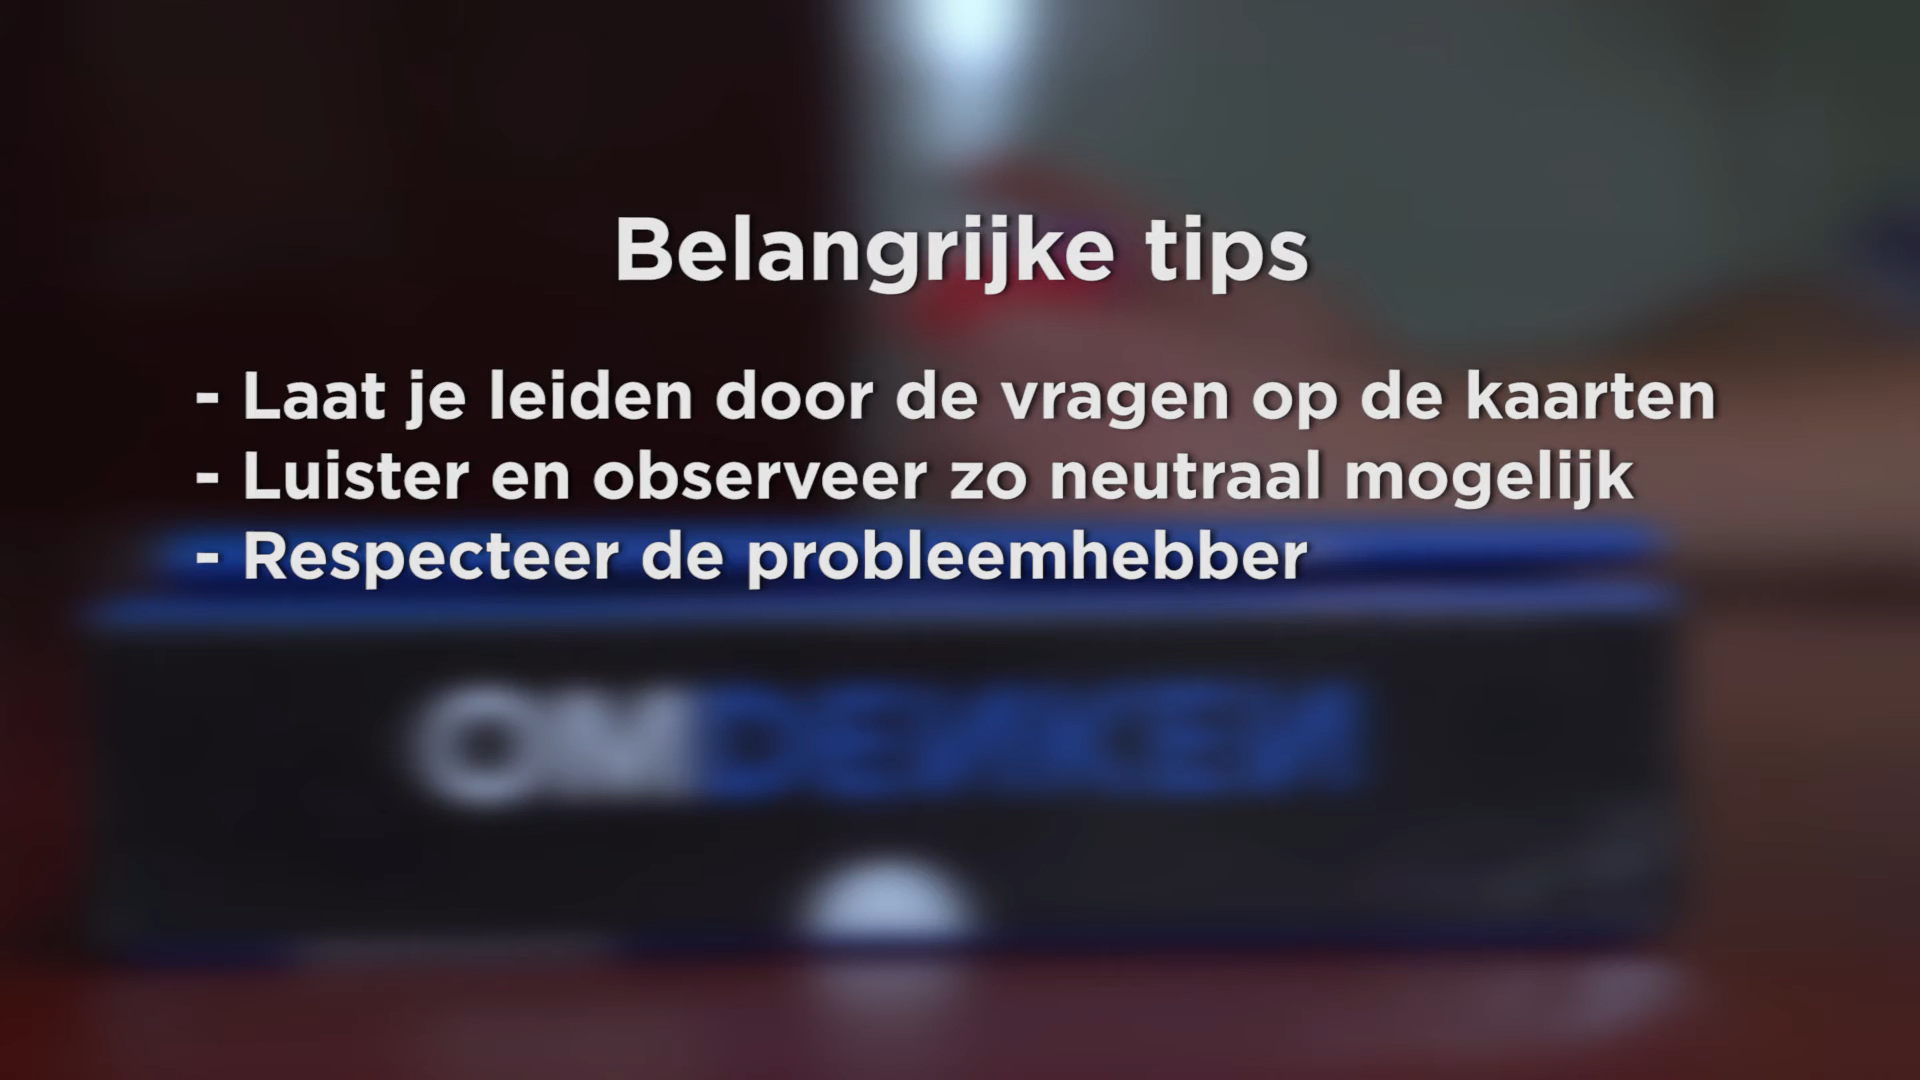 Belangrijke tips
- Laat je leiden door de vragen op de kaarten
- Luister en observeer zo neutraal mogelijk
- Respecteer de probleemhebber
OMDENKEN